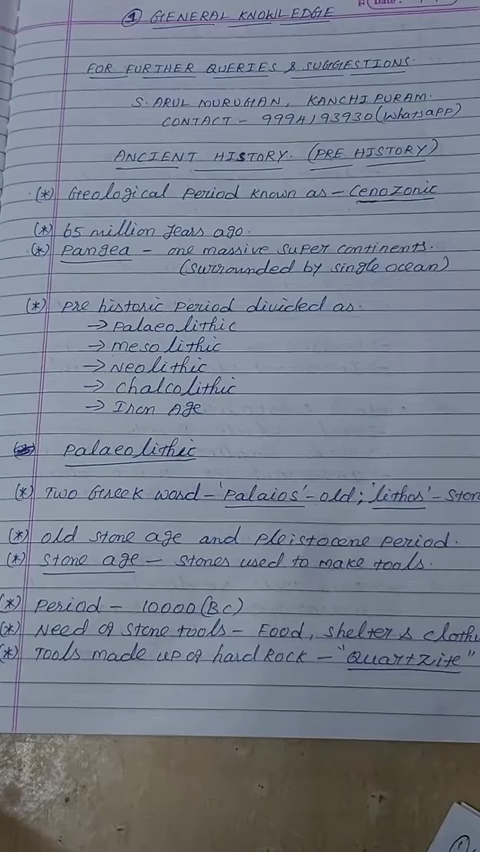 ① GENERAL KNOWLEDGE
Date :
FOR FURTHER QUERIES & SUGGESTIONS.
S. ARUL MURUGAN, KANCHIPURAM.
CONTACT - 9994193930 (WhatsAPP)
ANCIENT HISTORY. (PRE HISTORY)
(*) Geological Period known as - Cenozonic
(*) 65 million years ago.
(*) Pangea - one massive super continents.
(surrounded by single ocean)
(*) Pre historic period divided as.
→ Palaeolithic
→ mesolithic
→ Neolithic
→ Chalcolithic
→ Iron Age
Palaeolithic
(*) Two Greek word - 'Palaios' - old; 'lithos' - Ston
(*) old stone age and Pleistocene Period.
(*) Stone age - stones used to make tools.
(*) Period - 10000 (BC)
(*) Need of stone tools - Food, shelter & cloth
(*) Tools made up of hard Rock - "Quartzite"